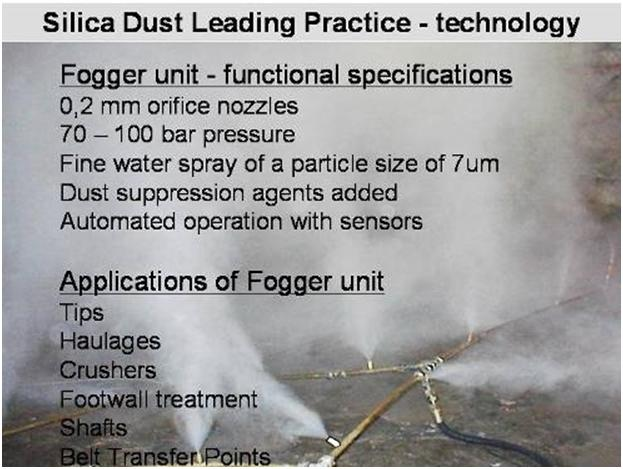 Silica Dust Leading Practice - technology
Fogger unit - functional specifications
0,2 mm orifice nozzles
70 – 100 bar pressure
Fine water spray of a particle size of 7um
Dust suppression agents added
Automated operation with sensors
Applications of Fogger unit
Tips
Haulages
Crushers
Footwall treatment
Shafts
Belt Transfer Points